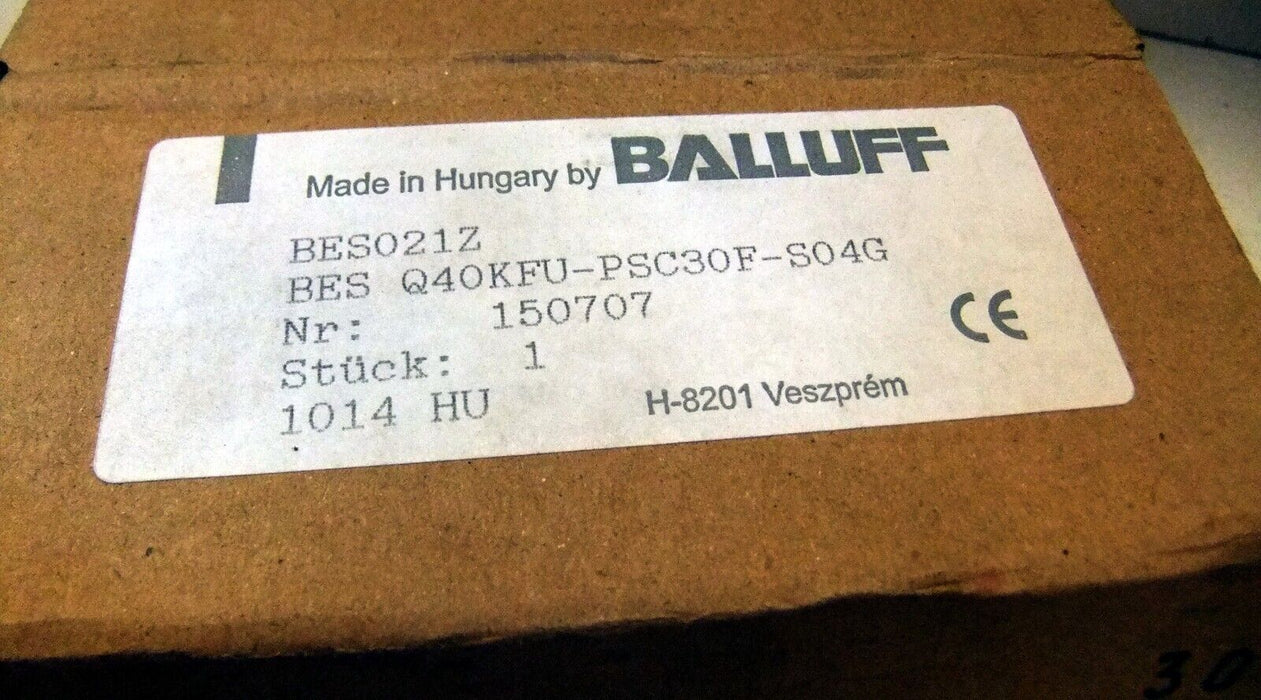 Made in Hungary by BALLUFF
BES021Z
BES Q40KFU-PSC30F-S04G
Nr: 150707
Stück: 1
1014 HU
H-8201 Veszprém
CE
30